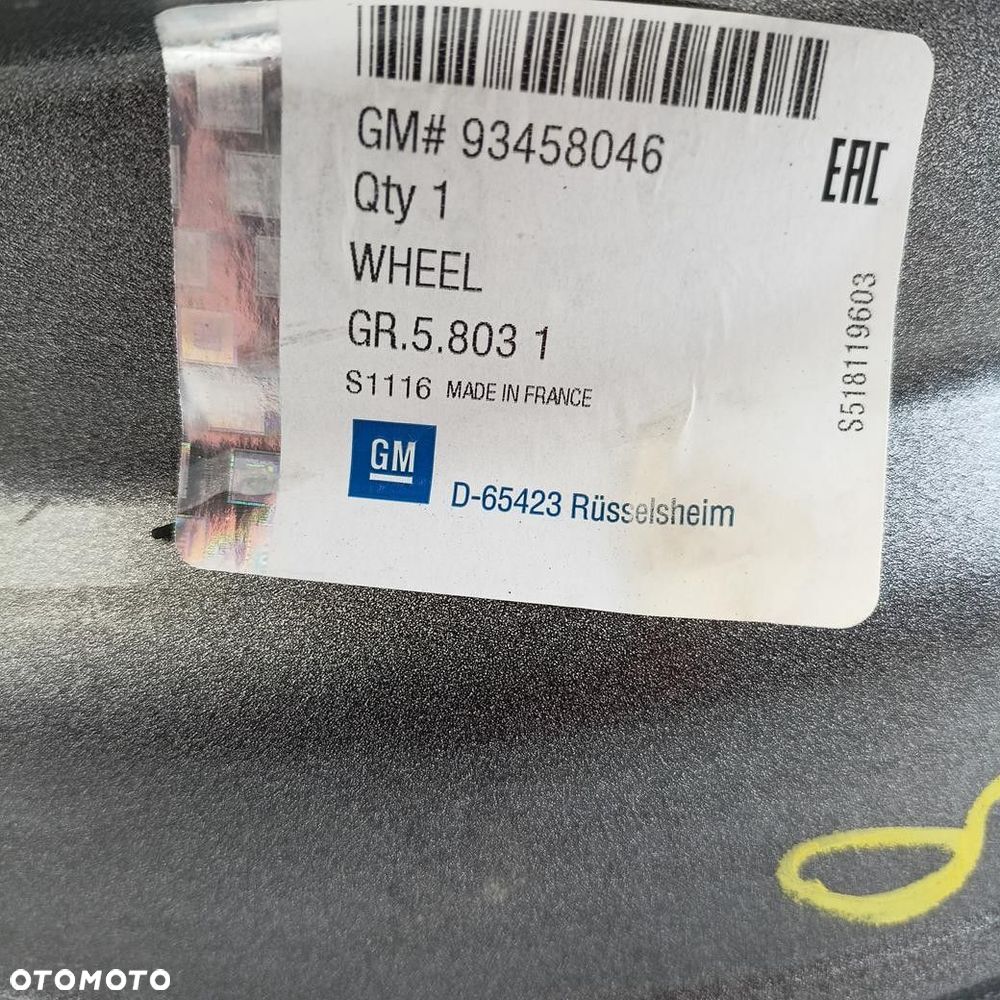 GM# 93458046
EAC
Qty 1
WHEEL
GR.5.803 1
S1116 MADE IN FRANCE
S518119603
GM
D-65423 Rüsselsheim
OTOMOTO